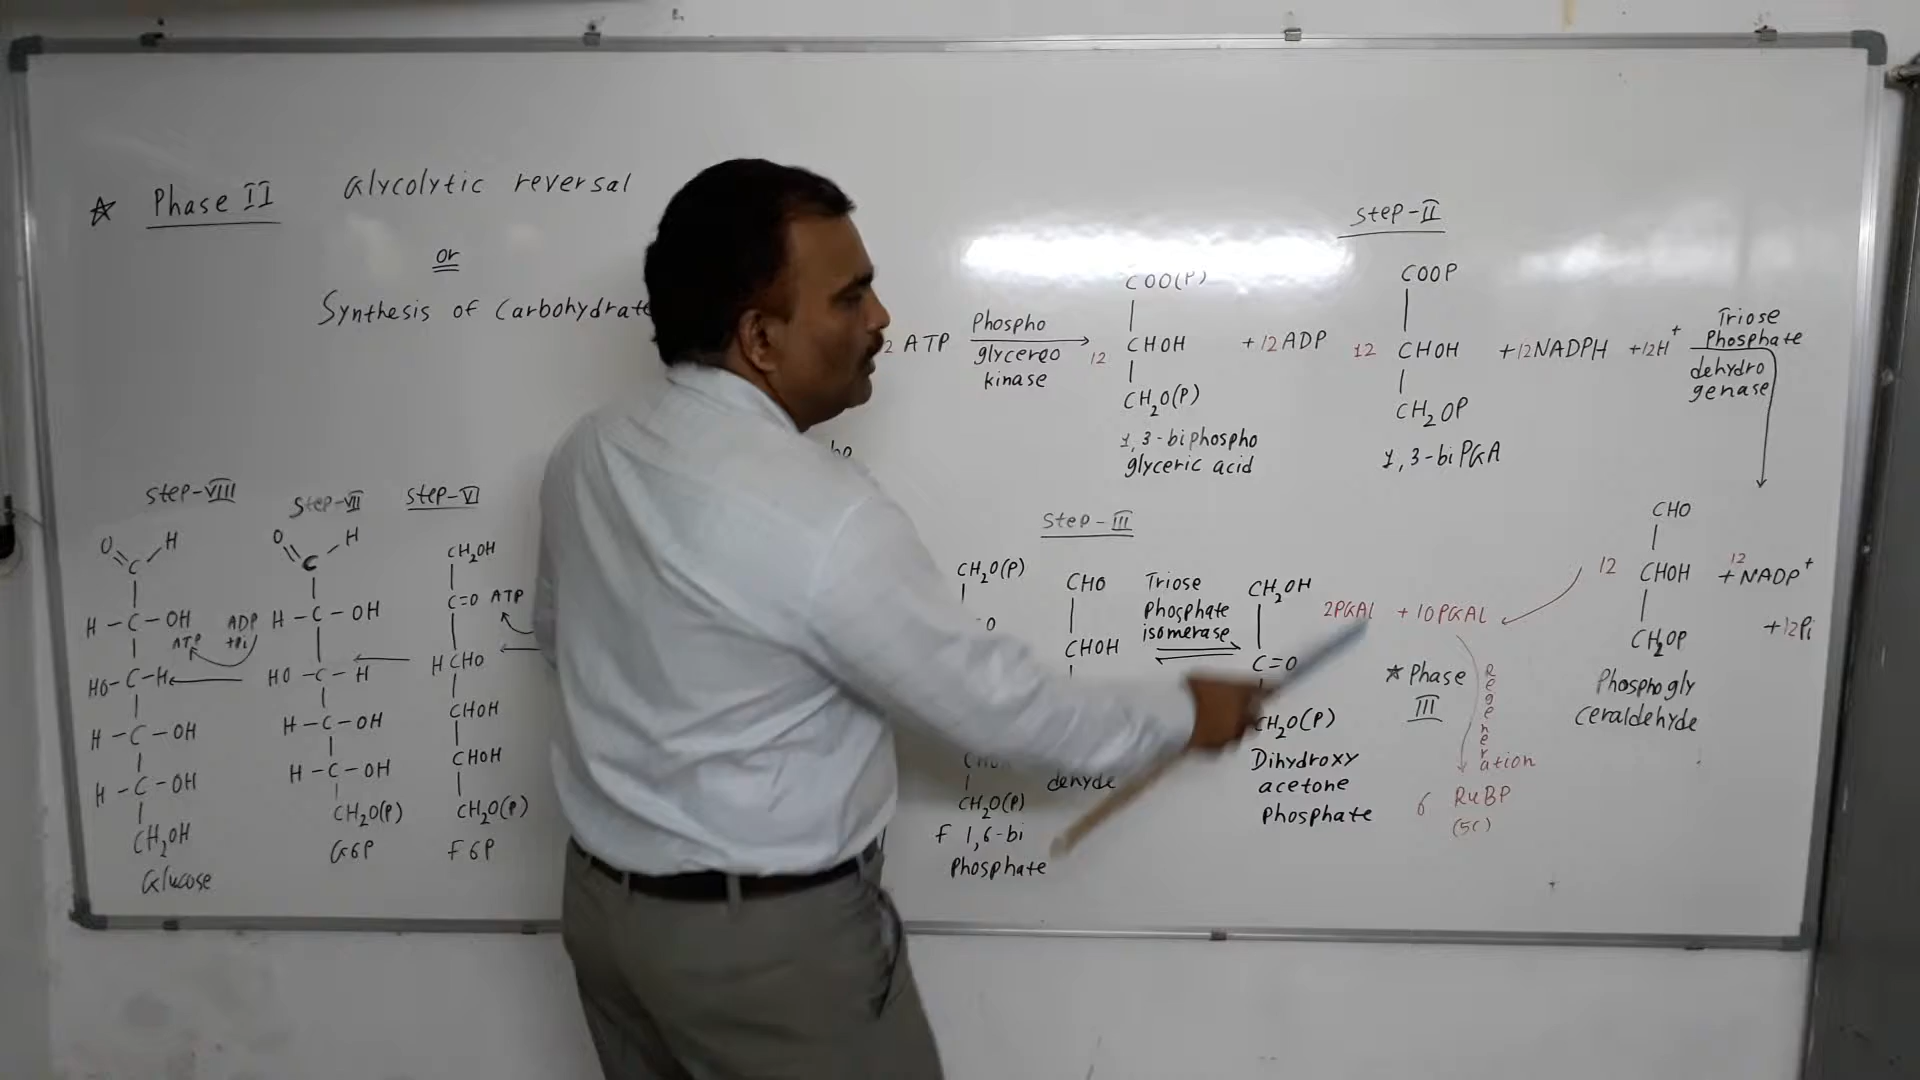 ☆ Phase II Glycolytic reversal
or
Synthesis of Carbohydrate
ATP
Phospho
glycereo
kinase
12
COO(P)
CHOH
CH2O(P)
1,3-biphospho
glyceric acid
+12ADP
Step-II
12
COOP
CHOH
CH2OP
1,3-biPGA
+12NADPH +12H+
Triose
Phosphate
dehydro
genase
12
CHO
CHOH
CH2OP
Phosphogly
ceraldehyde
+12NADP+
+12Pi
2PGAl + 10PGAL
☆ Phase
III
Regeneration
6 RuBP
(5C)
Step-III
CHO
CHOH
dehyde
Triose
Phosphate
isomerase
CH2OH
C=O
CH2O(P)
Dihydroxy
acetone
Phosphate
CH2O(P)
O
CHOH
CH2O(P)
F 1,6-bi
Phosphate
Step-VI
CH2OH
C=O ATP
HCHO
CHOH
CHOH
CH2O(P)
F6P
Step-VII
O H
C
H-C-OH
HO-C-H
H-C-OH
H-C-OH
CH2O(P)
G6P
ADP
+Pi
ATP
Step-VIII
O H
C
H-C-OH
HO-C-H
H-C-OH
H-C-OH
CH2OH
Glucose